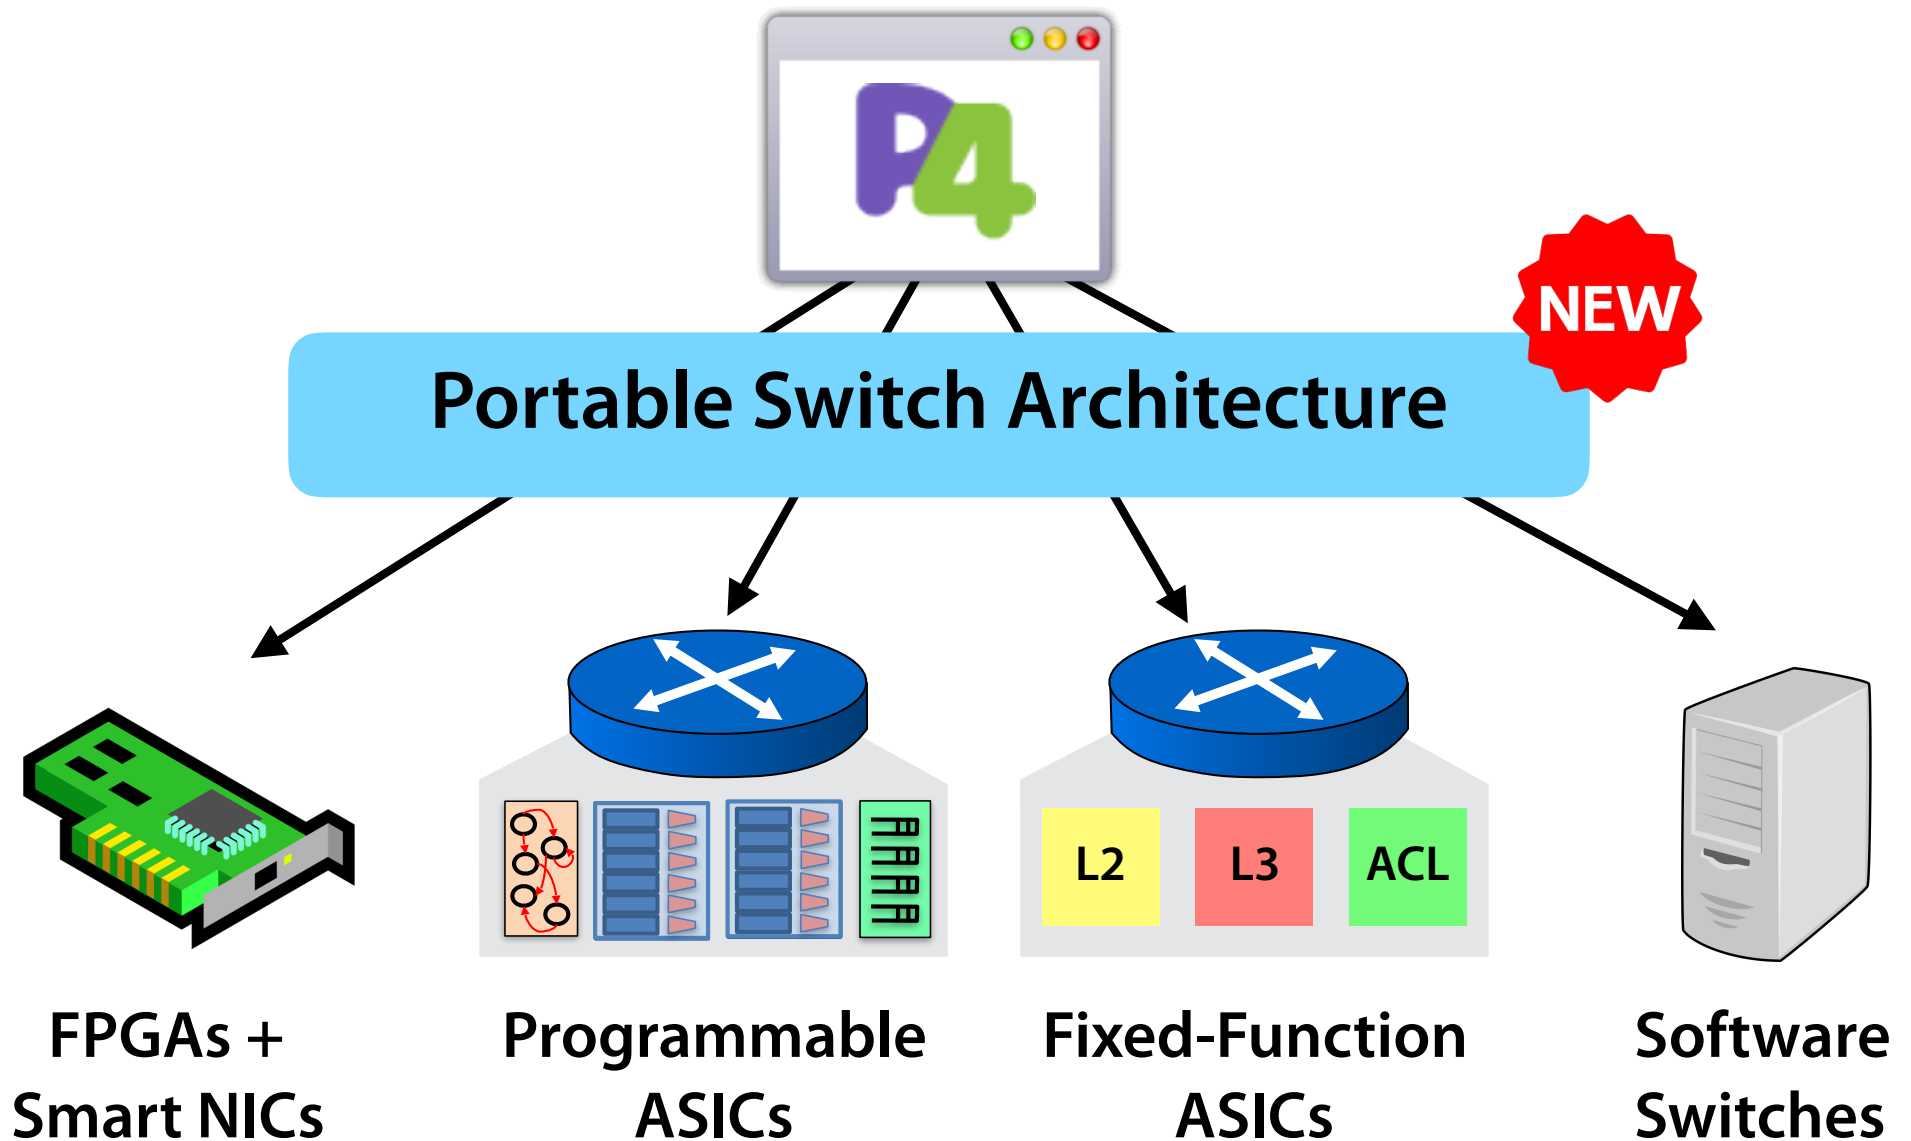 P4
NEW
Portable Switch Architecture
L2
L3
ACL
FPGAs +
Smart NICs
Programmable
ASICs
Fixed-Function
ASICs
Software
Switches